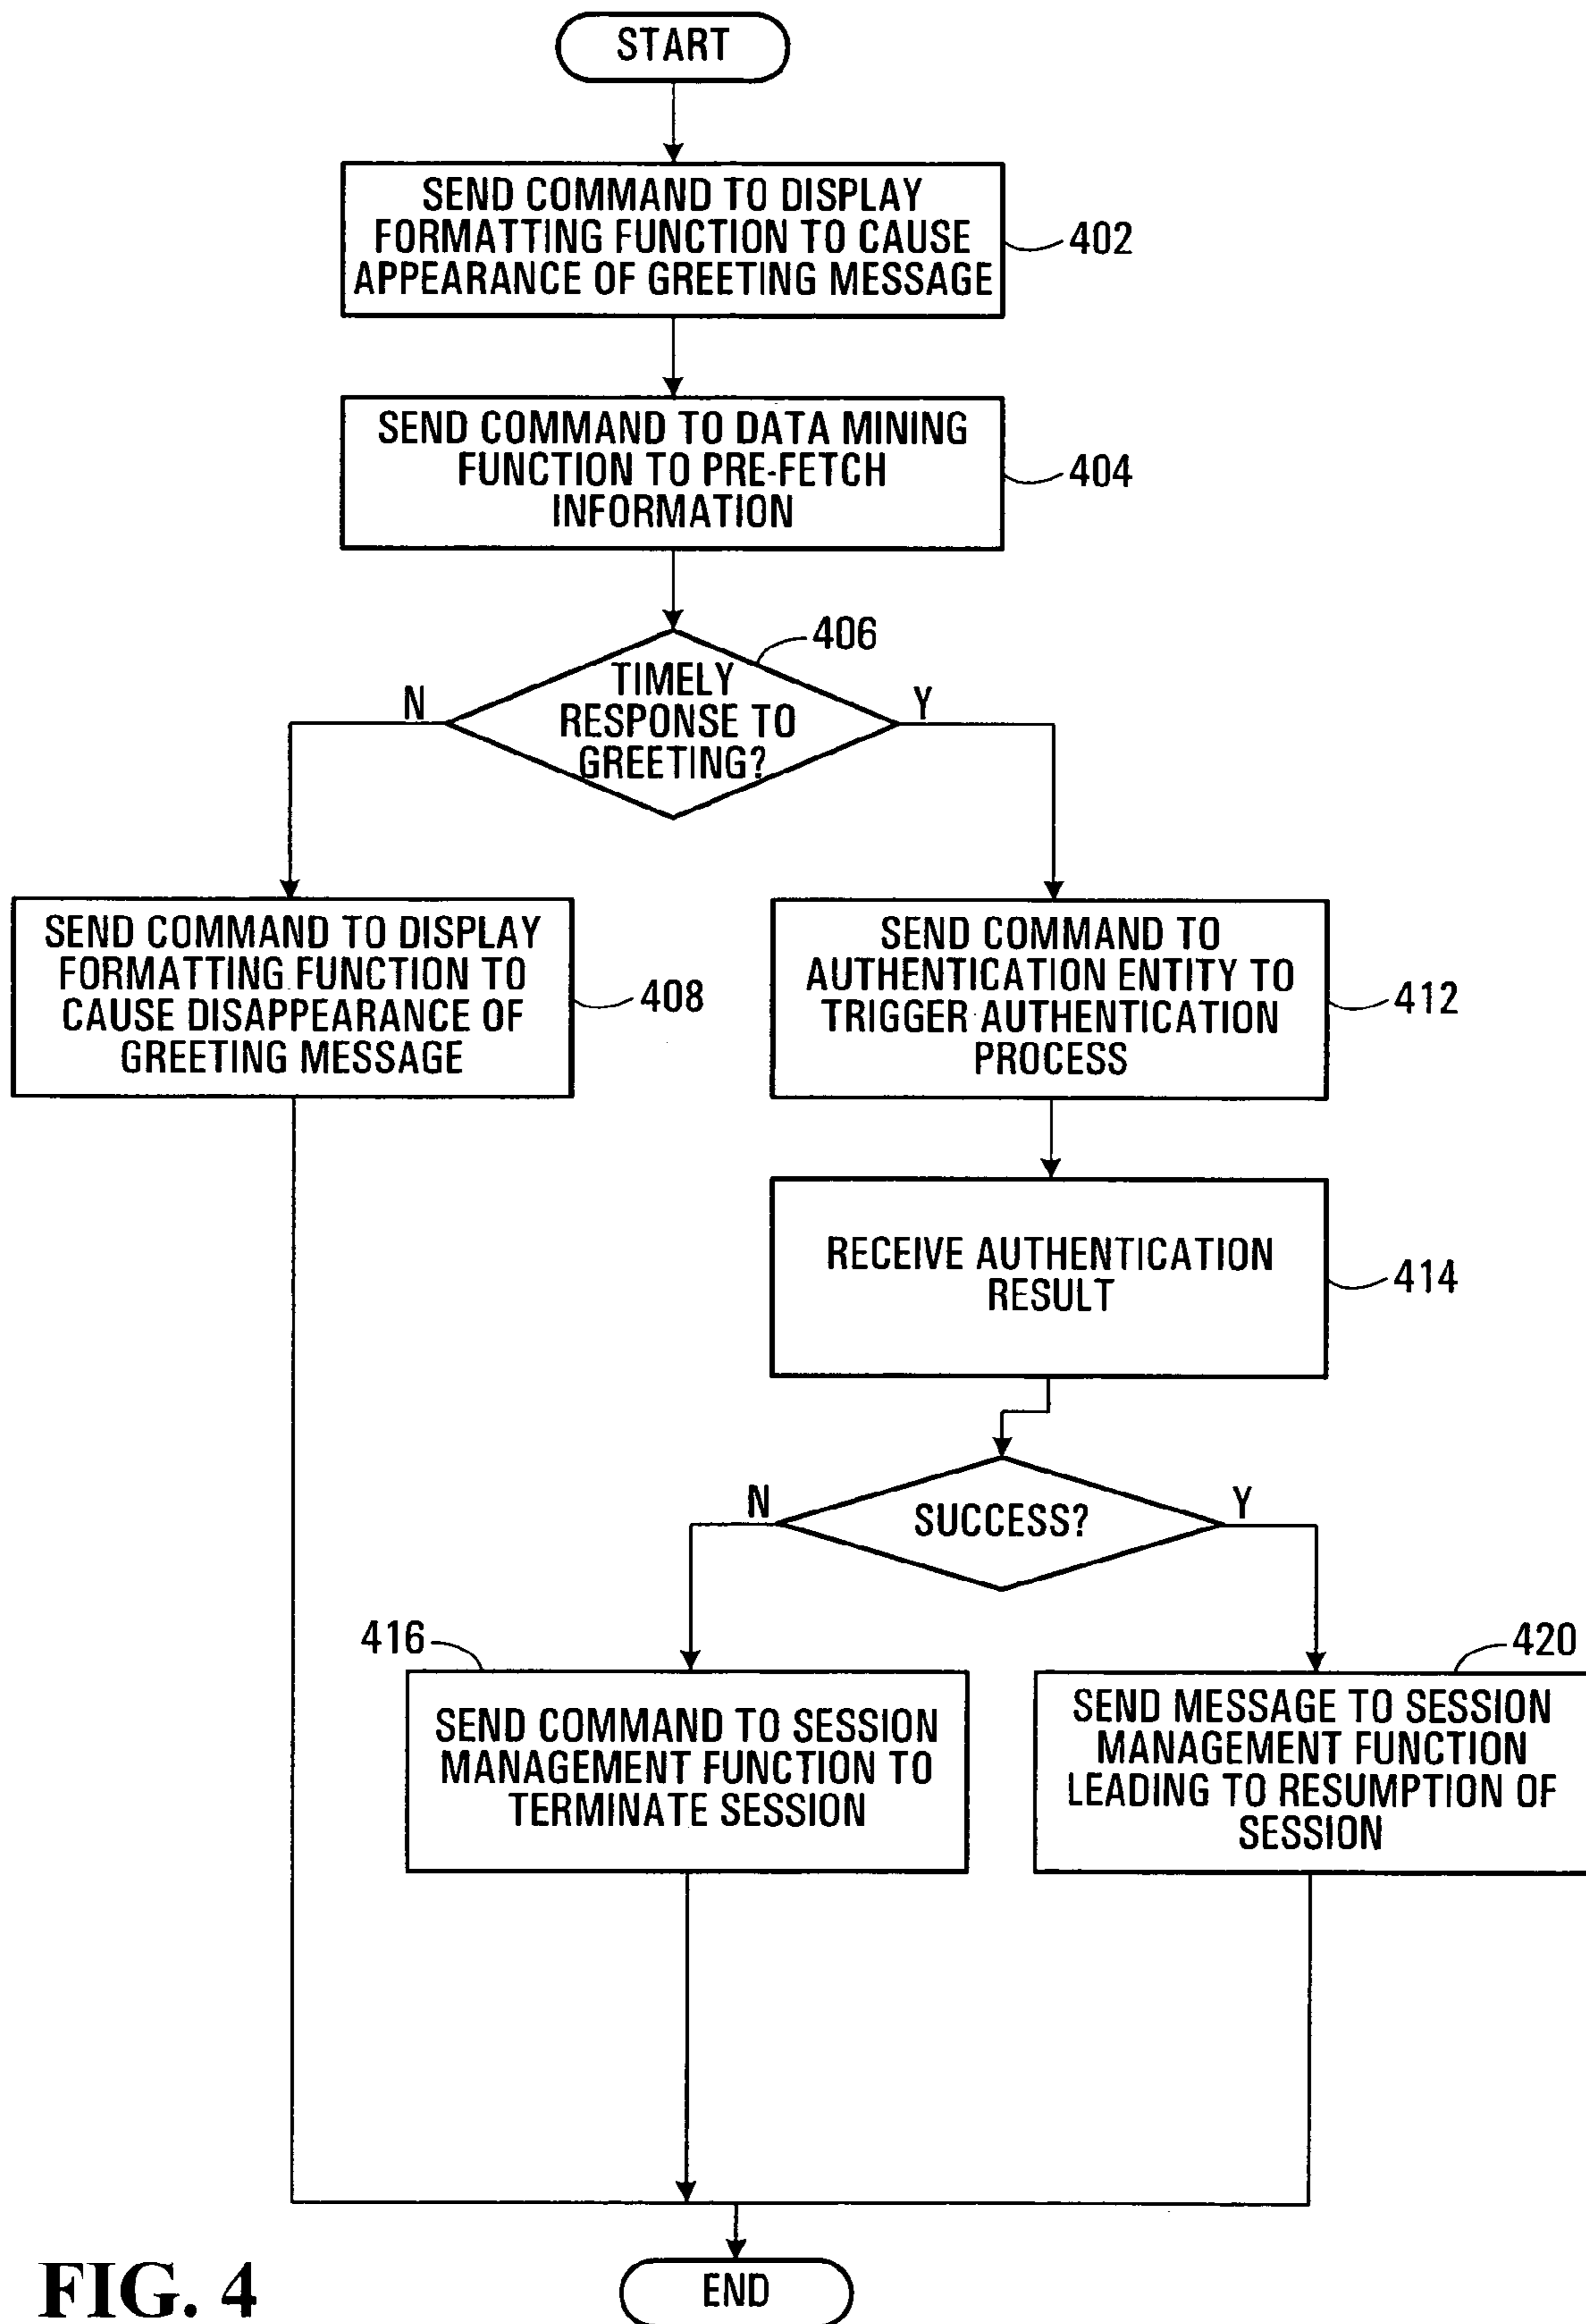 START
SEND COMMAND TO DISPLAY
FORMATTING FUNCTION TO CAUSE
APPEARANCE OF GREETING MESSAGE
402
SEND COMMAND TO DATA MINING
FUNCTION TO PRE-FETCH
INFORMATION
404
406
TIMELY
RESPONSE TO
GREETING?
N
Y
SEND COMMAND TO DISPLAY
FORMATTING FUNCTION TO
CAUSE DISAPPEARANCE OF
GREETING MESSAGE
408
SEND COMMAND TO
AUTHENTICATION ENTITY TO
TRIGGER AUTHENTICATION
PROCESS
412
RECEIVE AUTHENTICATION
RESULT
414
SUCCESS?
N
Y
416
SEND COMMAND TO SESSION
MANAGEMENT FUNCTION TO
TERMINATE SESSION
420
SEND MESSAGE TO SESSION
MANAGEMENT FUNCTION
LEADING TO RESUMPTION OF
SESSION
END
FIG. 4